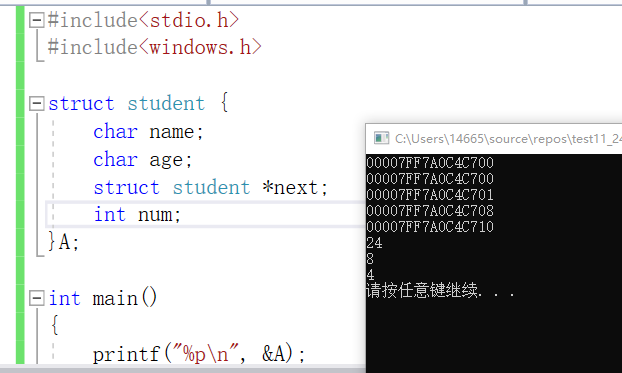 #include<stdio.h>
#include<windows.h>
struct student {
char name;
char age;
struct student *next;
int num;
}A;
int main()
{
printf("%p\n", &A);
C:\Users\14665\source\repos\test11_24
00007FF7A0C4C700
00007FF7A0C4C700
00007FF7A0C4C701
00007FF7A0C4C708
00007FF7A0C4C710
24
8
4
请按任意键继续. . .